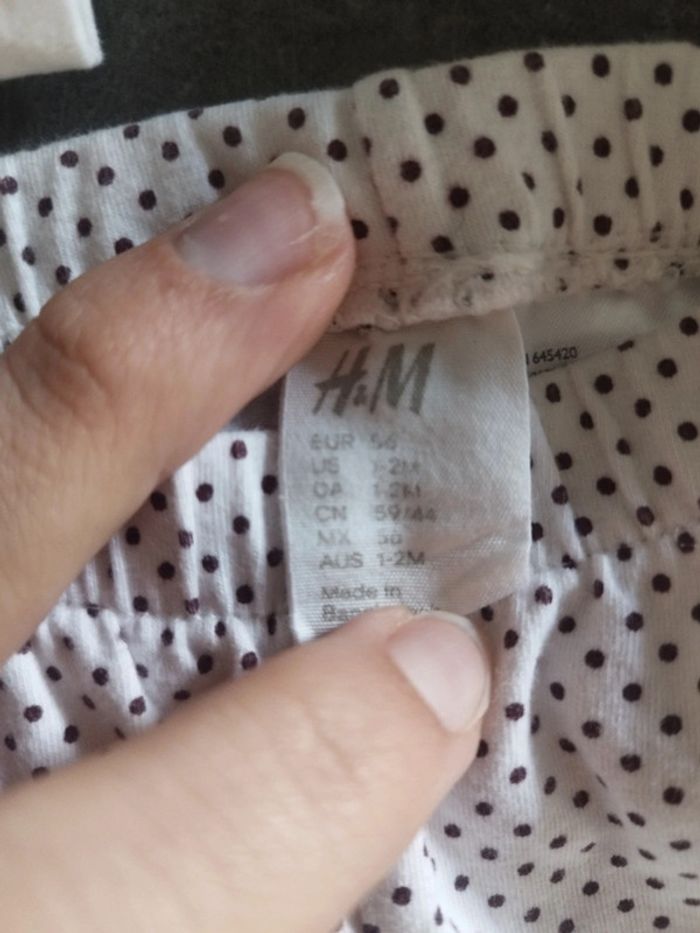 H&M
EUR 56
US 1-2M
CA 1-2M
CN 59/44
MX 56
AUS 1-2M
Made in
645420